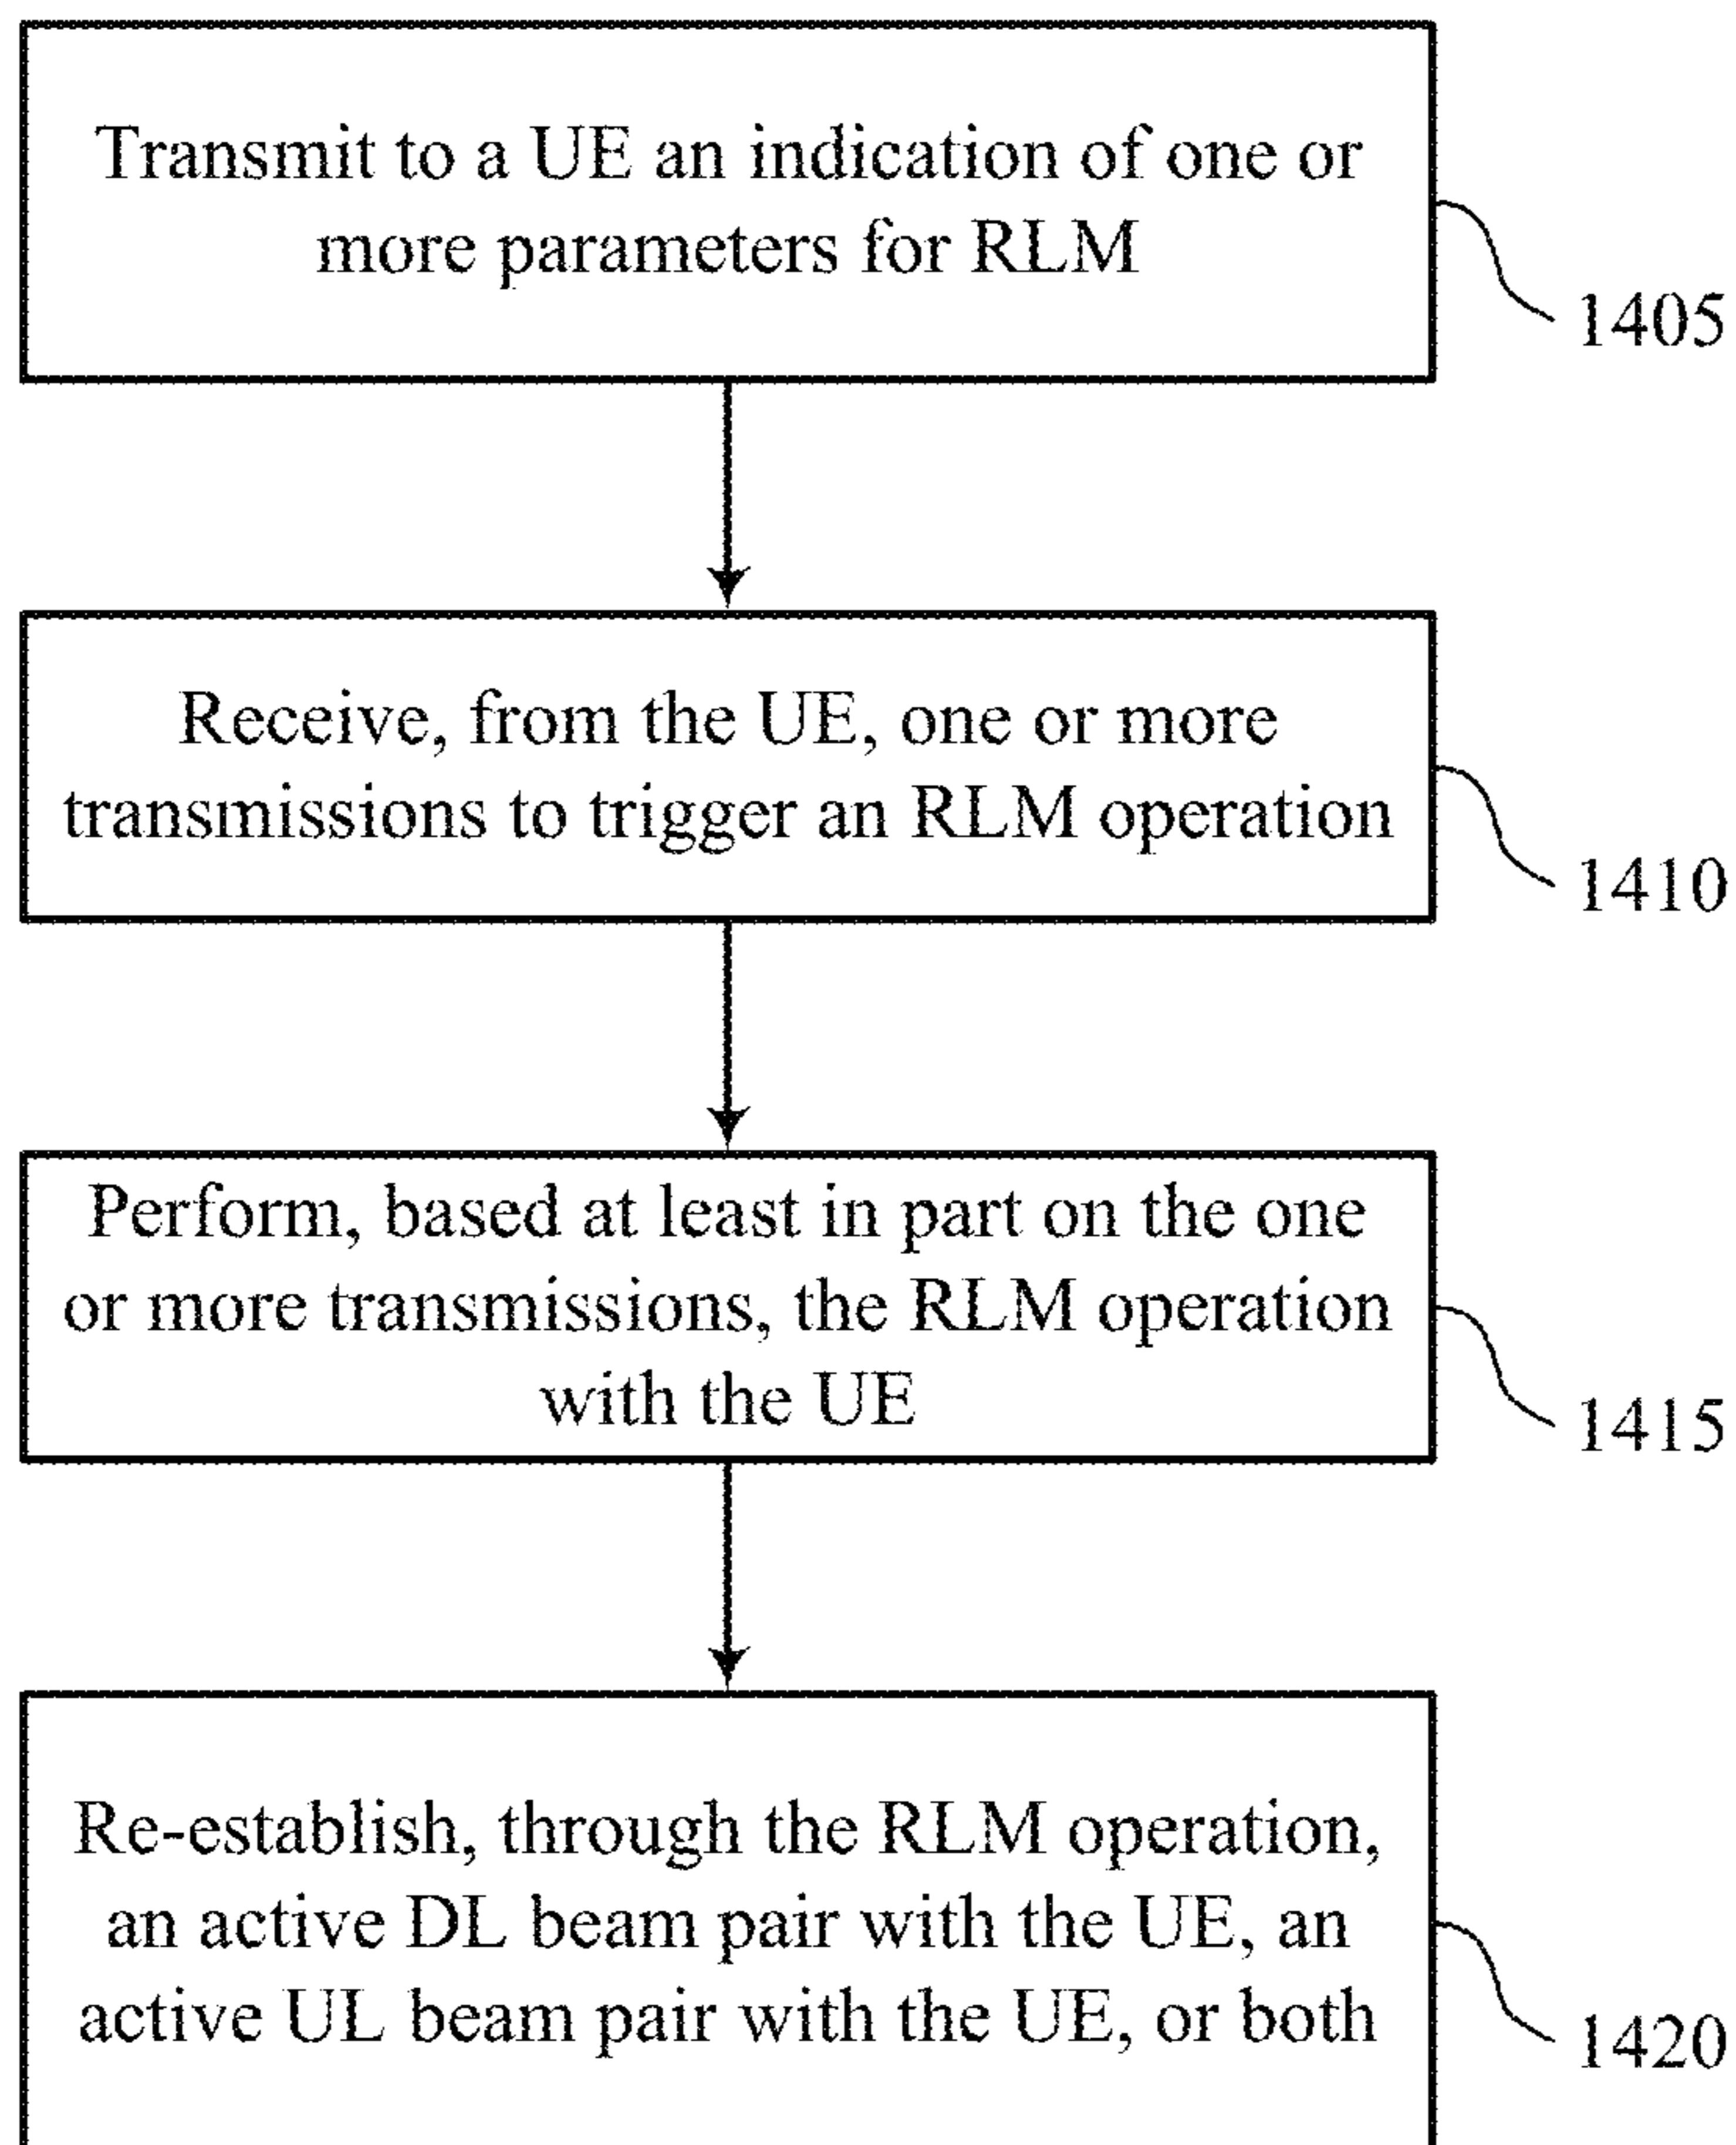 Transmit to a UE an indication of one or
more parameters for RLM
1405
Receive, from the UE, one or more
transmissions to trigger an RLM operation
1410
Perform, based at least in part on the one
or more transmissions, the RLM operation
with the UE
1415
Re-establish, through the RLM operation,
an active DL beam pair with the UE, an
active UL beam pair with the UE, or both
1420